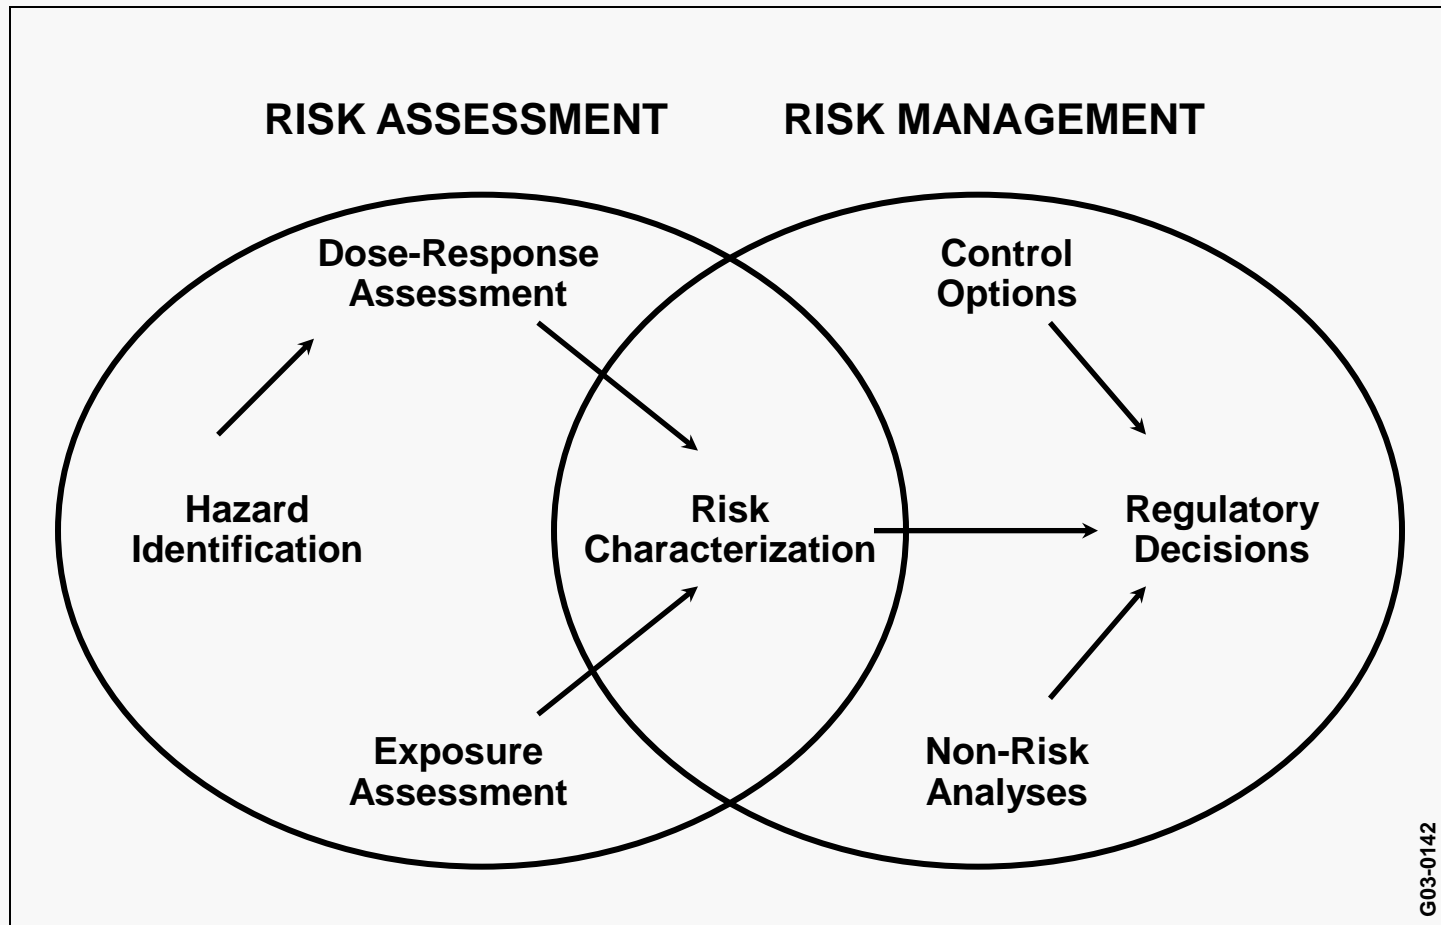 RISK ASSESSMENT
RISK MANAGEMENT
Dose-Response
Assessment
Control
Options
Hazard
Identification
Risk
Characterization
Regulatory
Decisions
Exposure
Assessment
Non-Risk
Analyses
G03-0142